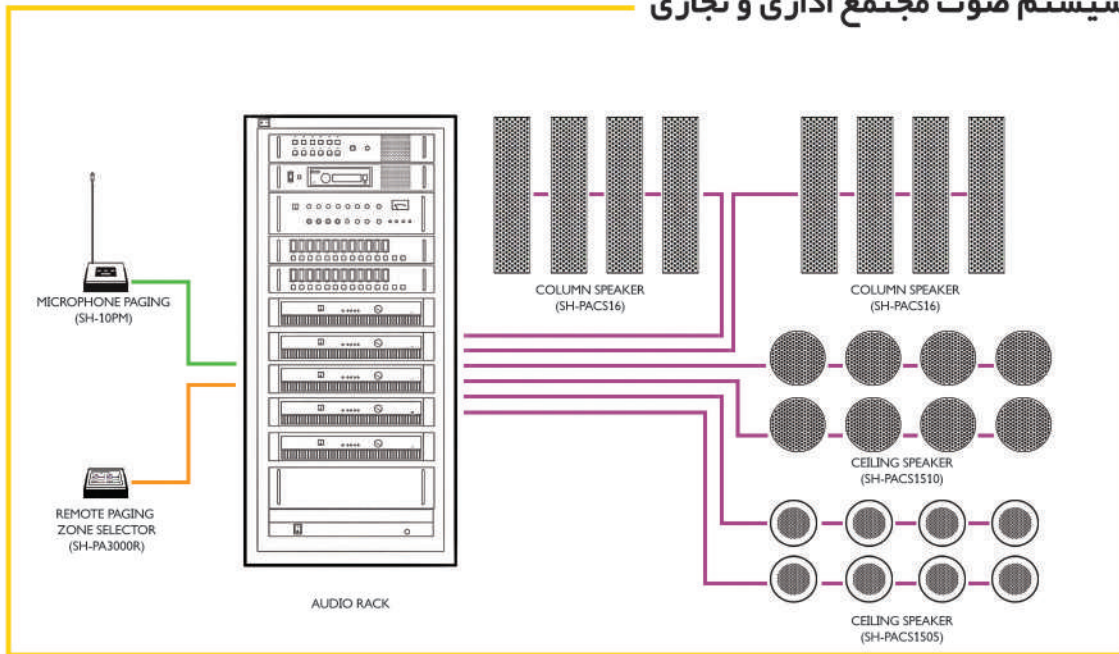 سیستم صوت مجتمع اداری و تجاری
MICROPHONE PAGING
(SH-10PM)
REMOTE PAGING
ZONE SELECTOR
(SH-PA3000R)
AUDIO RACK
COLUMN SPEAKER
(SH-PACS16)
COLUMN SPEAKER
(SH-PACS16)
CEILING SPEAKER
(SH-PACS1510)
CEILING SPEAKER
(SH-PACS1505)